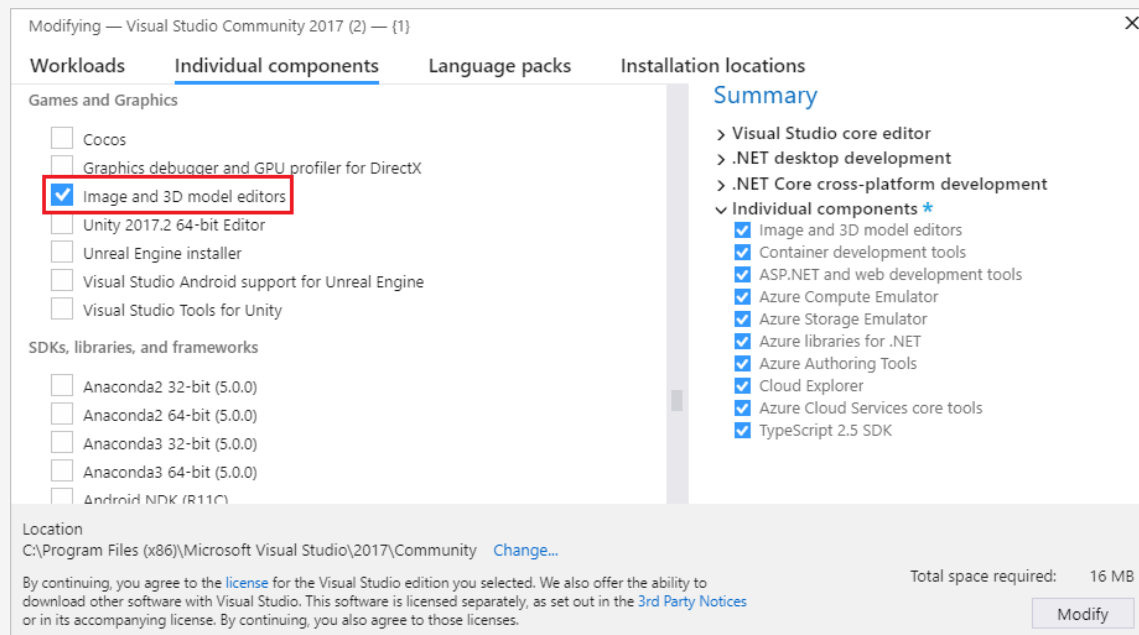 Modifying — Visual Studio Community 2017 (2) — {1}
Workloads Individual components Language packs Installation locations
Games and Graphics
Cocos
Graphics debugger and GPU profiler for DirectX
Image and 3D model editors
Unity 2017.2 64-bit Editor
Unreal Engine installer
Visual Studio Android support for Unreal Engine
Visual Studio Tools for Unity
SDKs, libraries, and frameworks
Anaconda2 32-bit (5.0.0)
Anaconda2 64-bit (5.0.0)
Anaconda3 32-bit (5.0.0)
Anaconda3 64-bit (5.0.0)
Android NDK (R11C)
Summary
Visual Studio core editor
.NET desktop development
.NET Core cross-platform development
Individual components *
Image and 3D model editors
Container development tools
ASP.NET and web development tools
Azure Compute Emulator
Azure Storage Emulator
Azure libraries for .NET
Azure Authoring Tools
Cloud Explorer
Azure Cloud Services core tools
TypeScript 2.5 SDK
Location
C:\Program Files (x86)\Microsoft Visual Studio\2017\Community Change...
By continuing, you agree to the license for the Visual Studio edition you selected. We also offer the ability to
download other software with Visual Studio. This software is licensed separately, as set out in the 3rd Party Notices
or in its accompanying license. By continuing, you also agree to those licenses.
Total space required: 16 MB
Modify